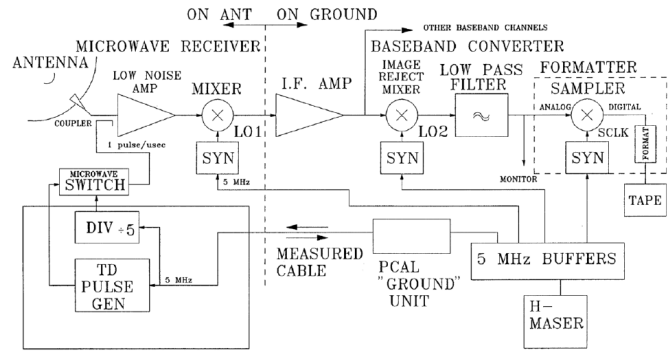 ON ANT ON GROUND
OTHER BASEBAND CHANNELS
MICROWAVE RECEIVER
BASEBAND CONVERTER
ANTENNA
LOW NOISE
AMP
MIXER
I.F. AMP
IMAGE
REJECT
MIXER
LOW PASS
FILTER
FORMATTER
SAMPLER
ANALOG
DIGITAL
COUPLER
1 pulse/usec
LO1
LO2
SCLK
FORMAT
MICROWAVE
SWITCH
SYN
SYN
SYN
5 MHz
MONITOR
TAPE
DIV ÷5
MEASURED
CABLE
PCAL
"GROUND"
UNIT
5 MHz BUFFERS
TD
PULSE
GEN
5 MHz
H-
MASER